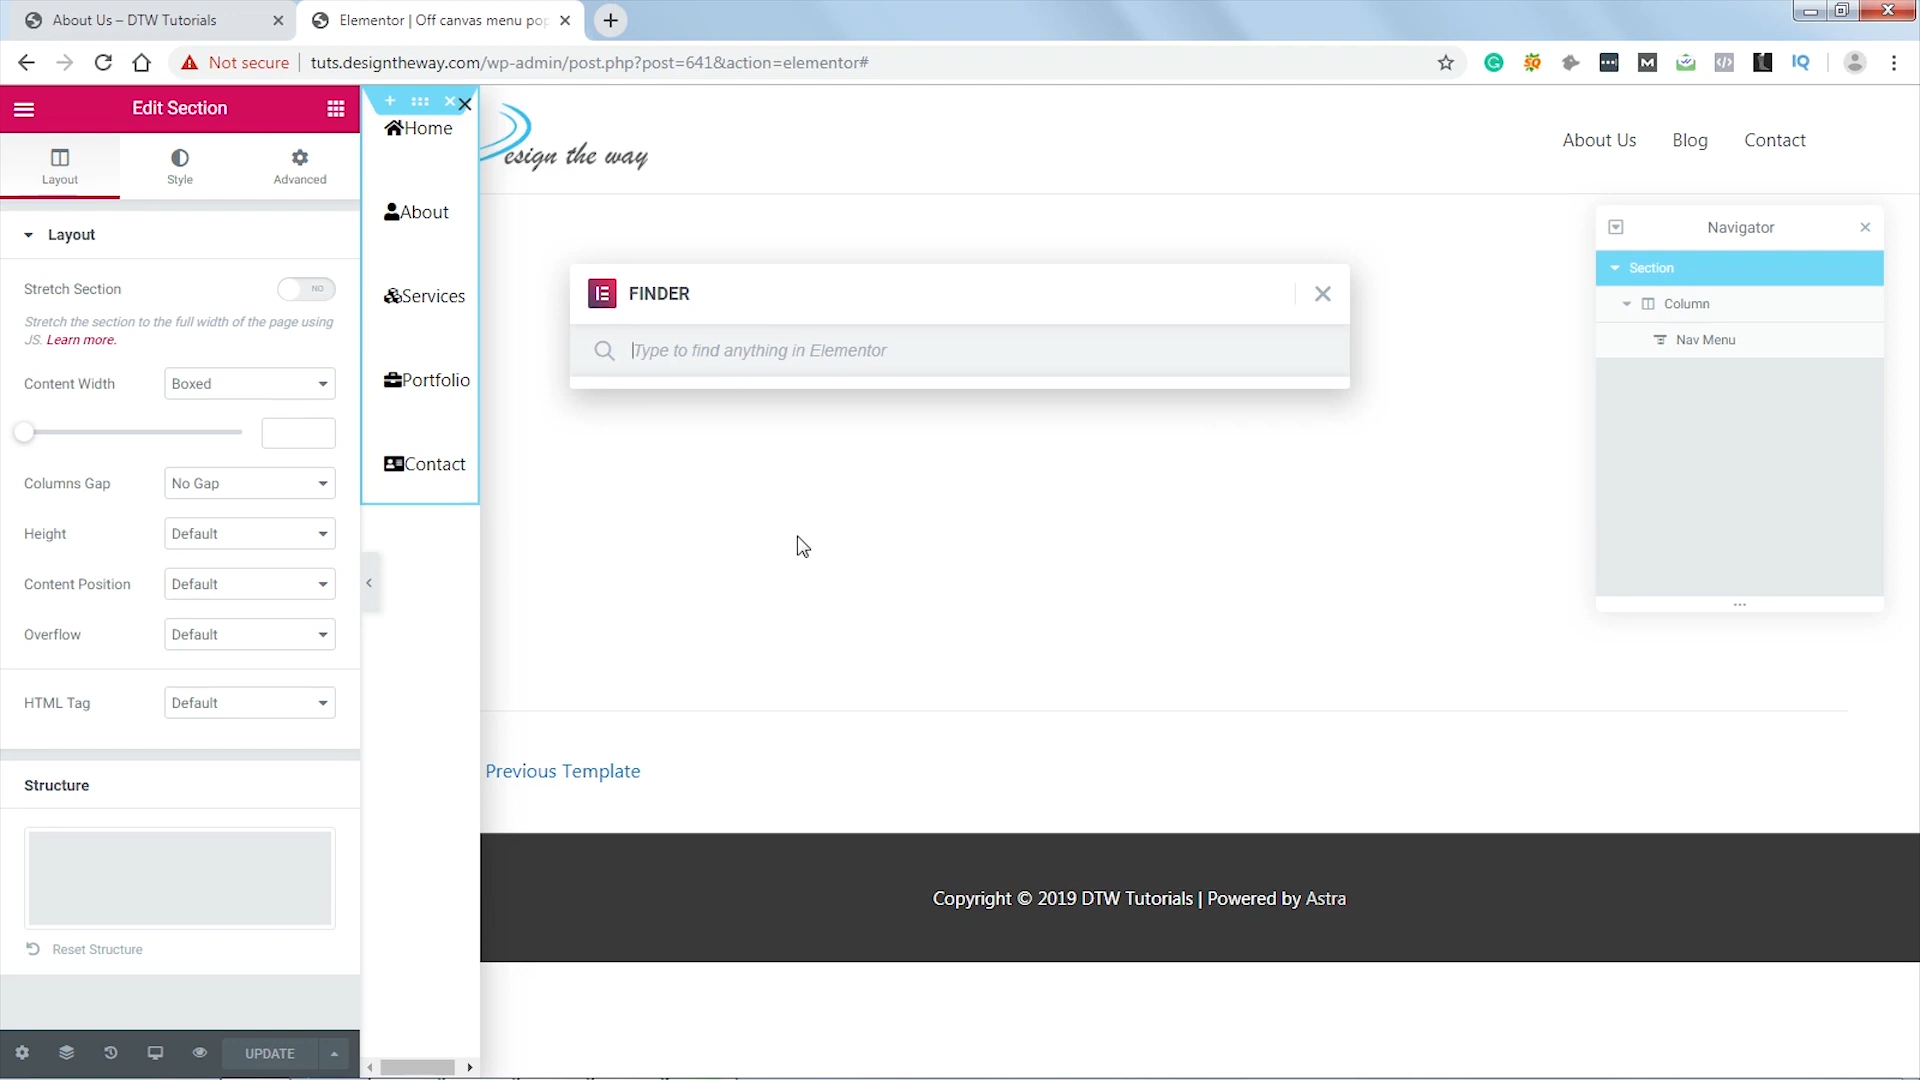 About Us – DTW Tutorials
Elementor | Off canvas menu pop
Not secure
tuts.designtheway.com/wp-admin/post.php?post=641&action=elementor#
SQ
M
IQ
Edit Section
Layout
Style
Advanced
Layout
Stretch Section
NO
Stretch the section to the full width of the page using
JS. Learn more.
Content Width
Boxed
Columns Gap
No Gap
Height
Default
Content Position
Default
Overflow
Default
HTML Tag
Default
Structure
Reset Structure
UPDATE
Home
About
Services
Portfolio
Contact
Design the way
About Us
Blog
Contact
FINDER
Type to find anything in Elementor
Navigator
Section
Column
Nav Menu
Previous Template
Copyright © 2019 DTW Tutorials | Powered by Astra